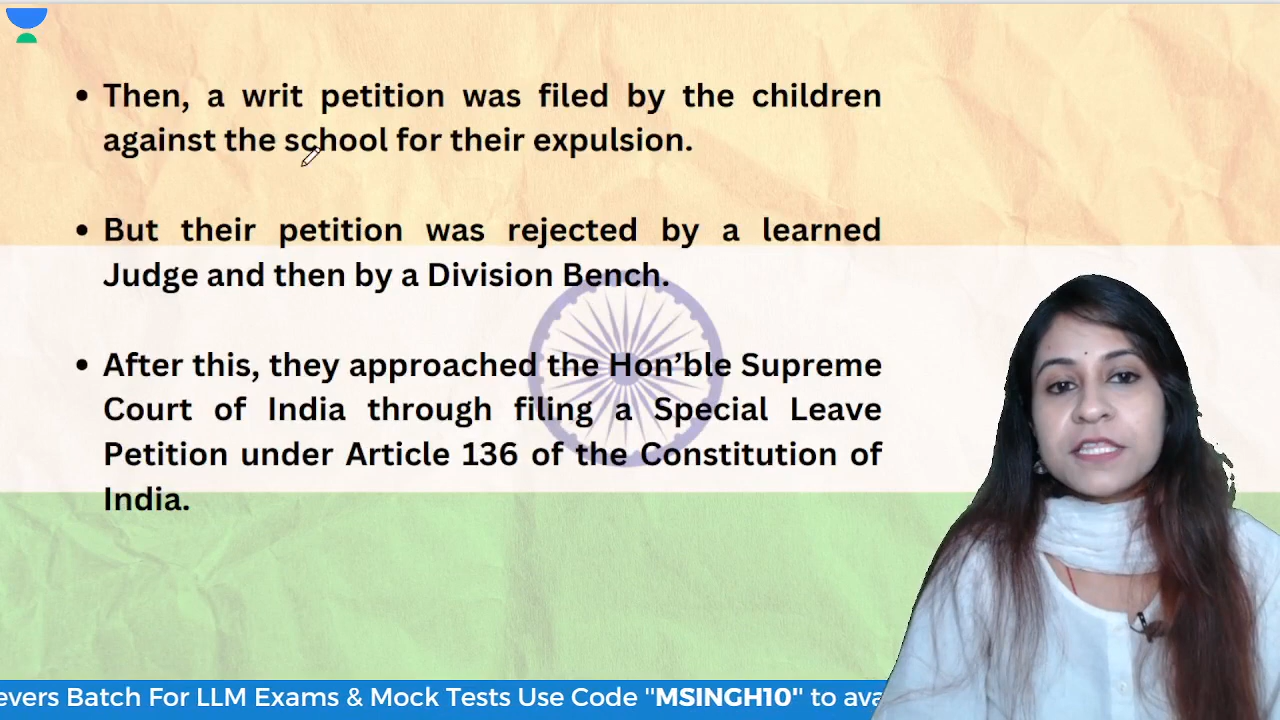 Then, a writ petition was filed by the children
against the school for their expulsion.
But their petition was rejected by a learned
Judge and then by a Division Bench.
After this, they approached the Hon’ble Supreme
Court of India through filing a Special Leave
Petition under Article 136 of the Constitution of
India.
evers Batch For LLM Exams & Mock Tests Use Code "MSINGH10" to ava